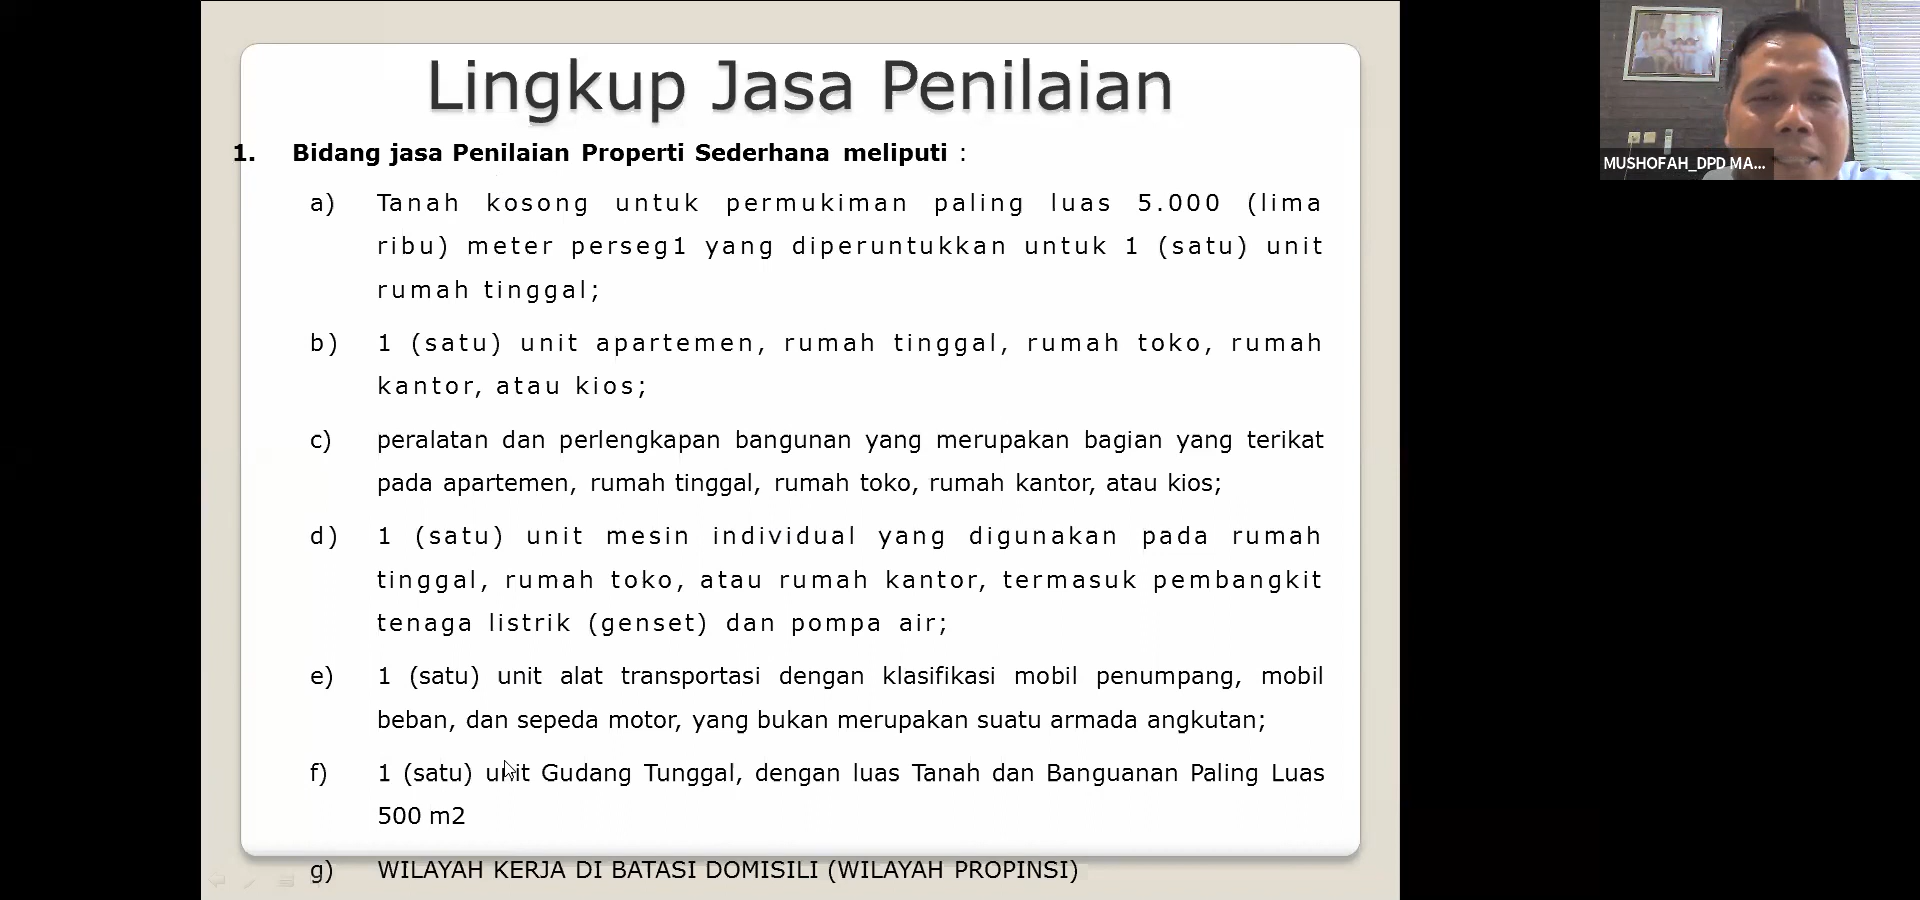 Lingkup Jasa Penilaian
1. Bidang jasa Penilaian Properti Sederhana meliputi :
a) Tanah kosong untuk permukiman paling luas 5.000 (lima
ribu) meter perseg1 yang diperuntukkan untuk 1 (satu) unit
rumah tinggal;
b) 1 (satu) unit apartemen, rumah tinggal, rumah toko, rumah
kantor, atau kios;
c) peralatan dan perlengkapan bangunan yang merupakan bagian yang terikat
pada apartemen, rumah tinggal, rumah toko, rumah kantor, atau kios;
d) 1 (satu) unit mesin individual yang digunakan pada rumah
tinggal, rumah toko, atau rumah kantor, termasuk pembangkit
tenaga listrik (genset) dan pompa air;
e) 1 (satu) unit alat transportasi dengan klasifikasi mobil penumpang, mobil
beban, dan sepeda motor, yang bukan merupakan suatu armada angkutan;
f) 1 (satu) unit Gudang Tunggal, dengan luas Tanah dan Banguanan Paling Luas
500 m2
g) WILAYAH KERJA DI BATASI DOMISILI (WILAYAH PROPINSI)
MUSHOFAH_DPD MA...